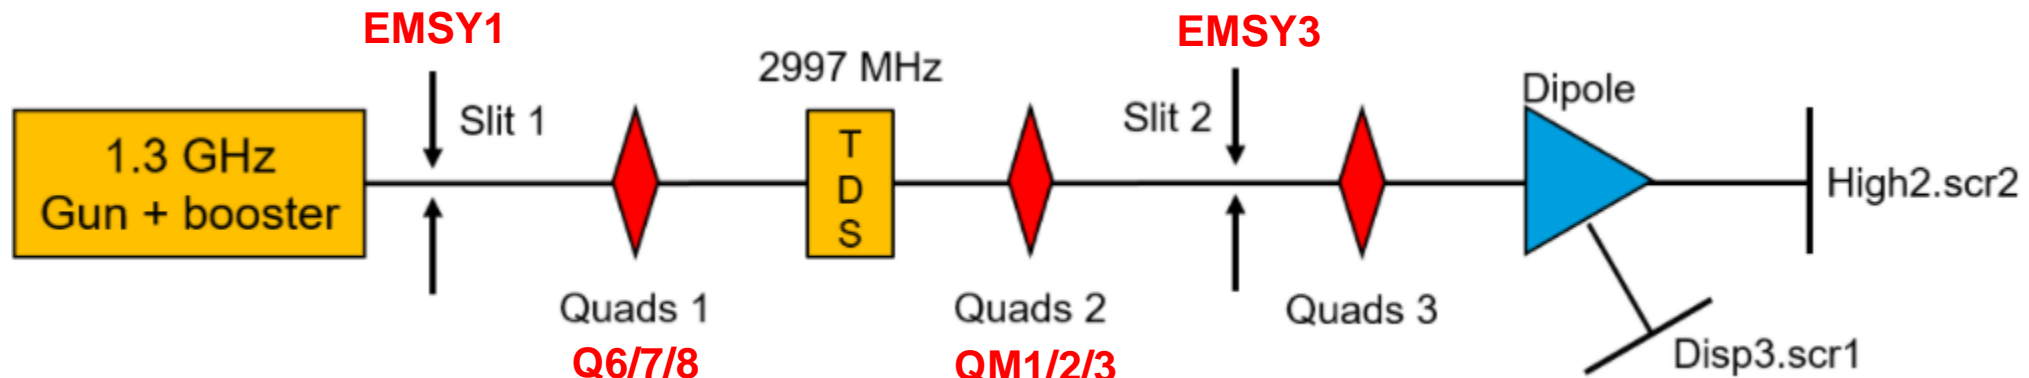 EMSY1
EMSY3
2997 MHz
Dipole
Slit 1
Slit 2
1.3 GHz
Gun + booster
T
D
S
High2.scr2
Quads 1
Quads 2
Quads 3
Q6/7/8
QM1/2/3
Disp3.scr1